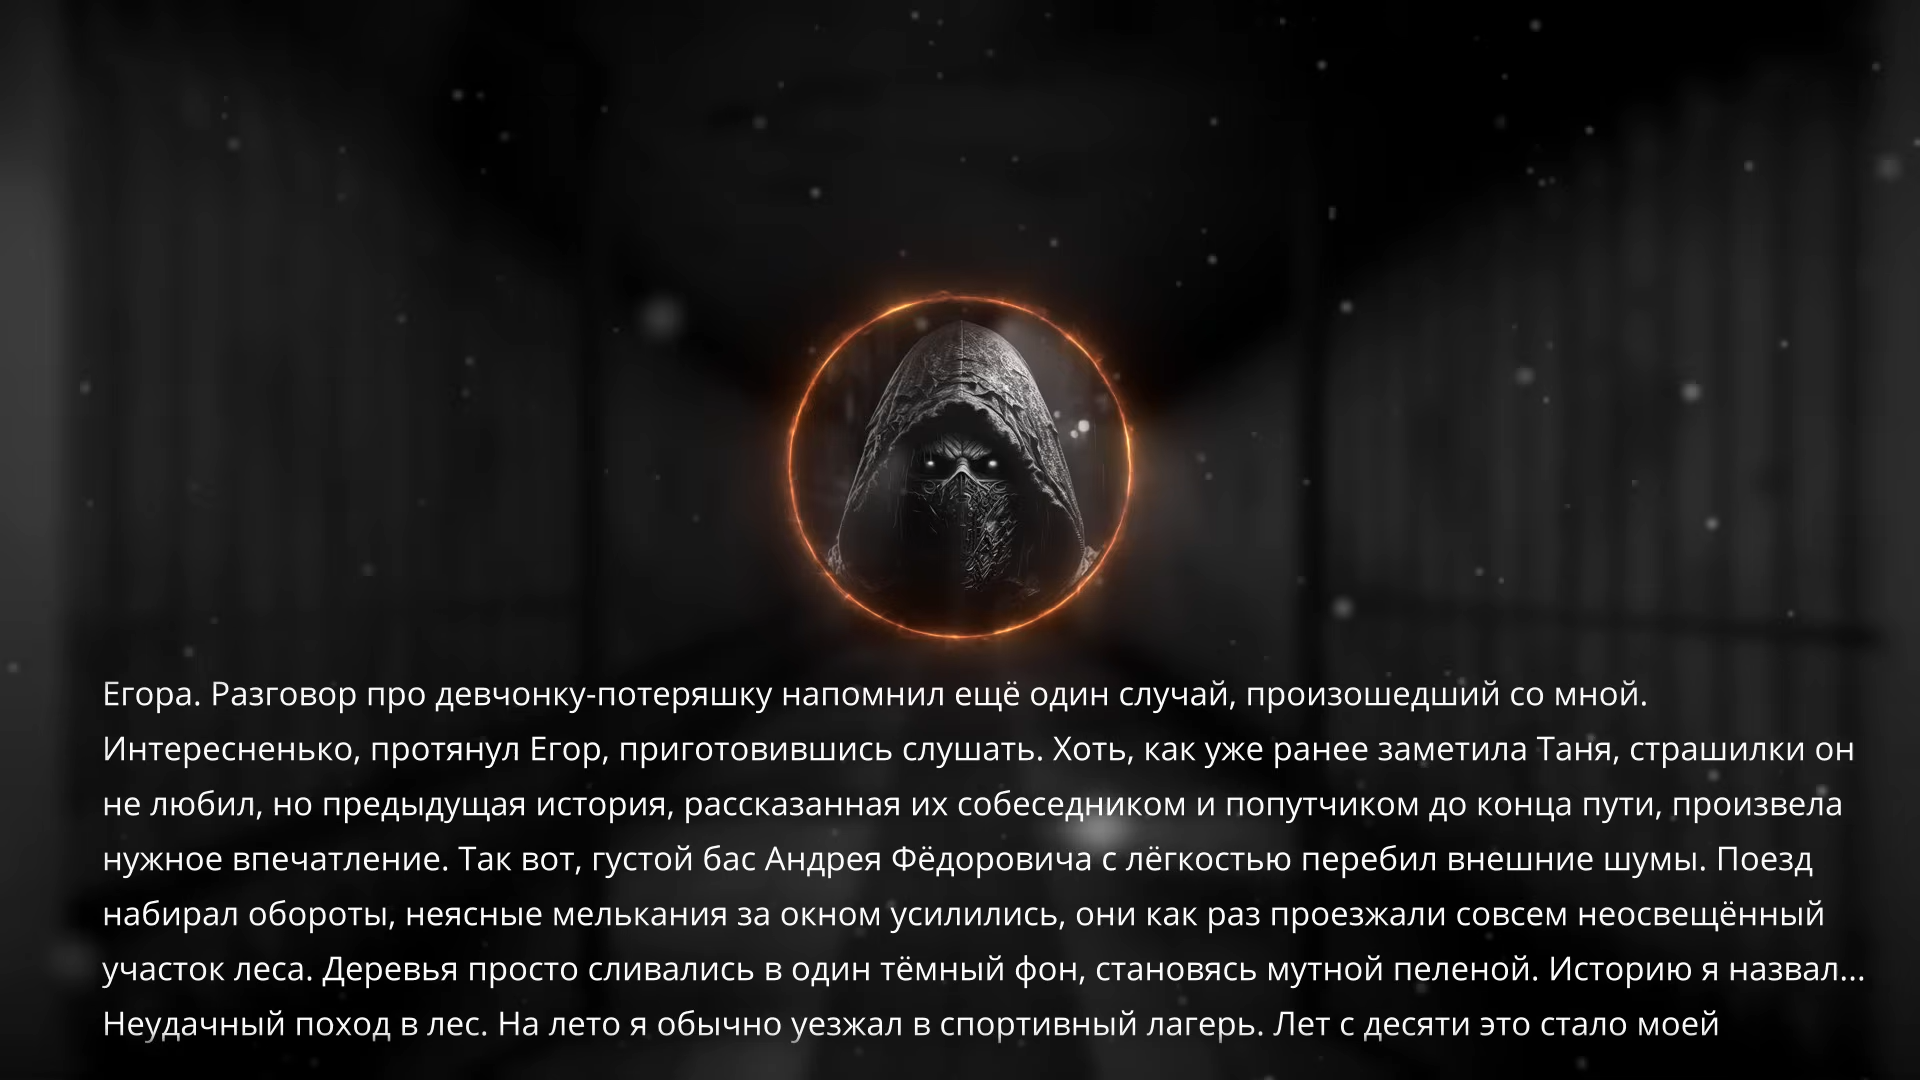 Егора. Разговор про девчонку-потеряшку напомнил ещё один случай, произошедший со мной.
Интересненько, протянул Егор, приготовившись слушать. Хоть, как уже ранее заметила Таня, страшилки он
не любил, но предыдущая история, рассказанная их собеседником и попутчиком до конца пути, произвела
нужное впечатление. Так вот, густой бас Андрея Фёдоровича с лёгкостью перебил внешние шумы. Поезд
набирал обороты, неясные мелькания за окном усилились, они как раз проезжали совсем неосвещённый
участок леса. Деревья просто сливались в один тёмный фон, становясь мутной пеленой. Историю я назвал...
Неудачный поход в лес. На лето я обычно уезжал в спортивный лагерь. Лет с десяти это стало моей